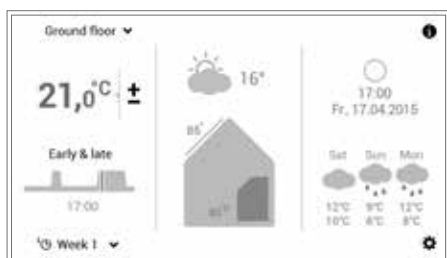 Ground floor
21,0°C ±
Early & late
17:00
Week 1
16°
86°
17:00
Fr, 17.04.2015
Sat Sun Mon
12°C 9°C 12°C
10°C 6°C 8°C